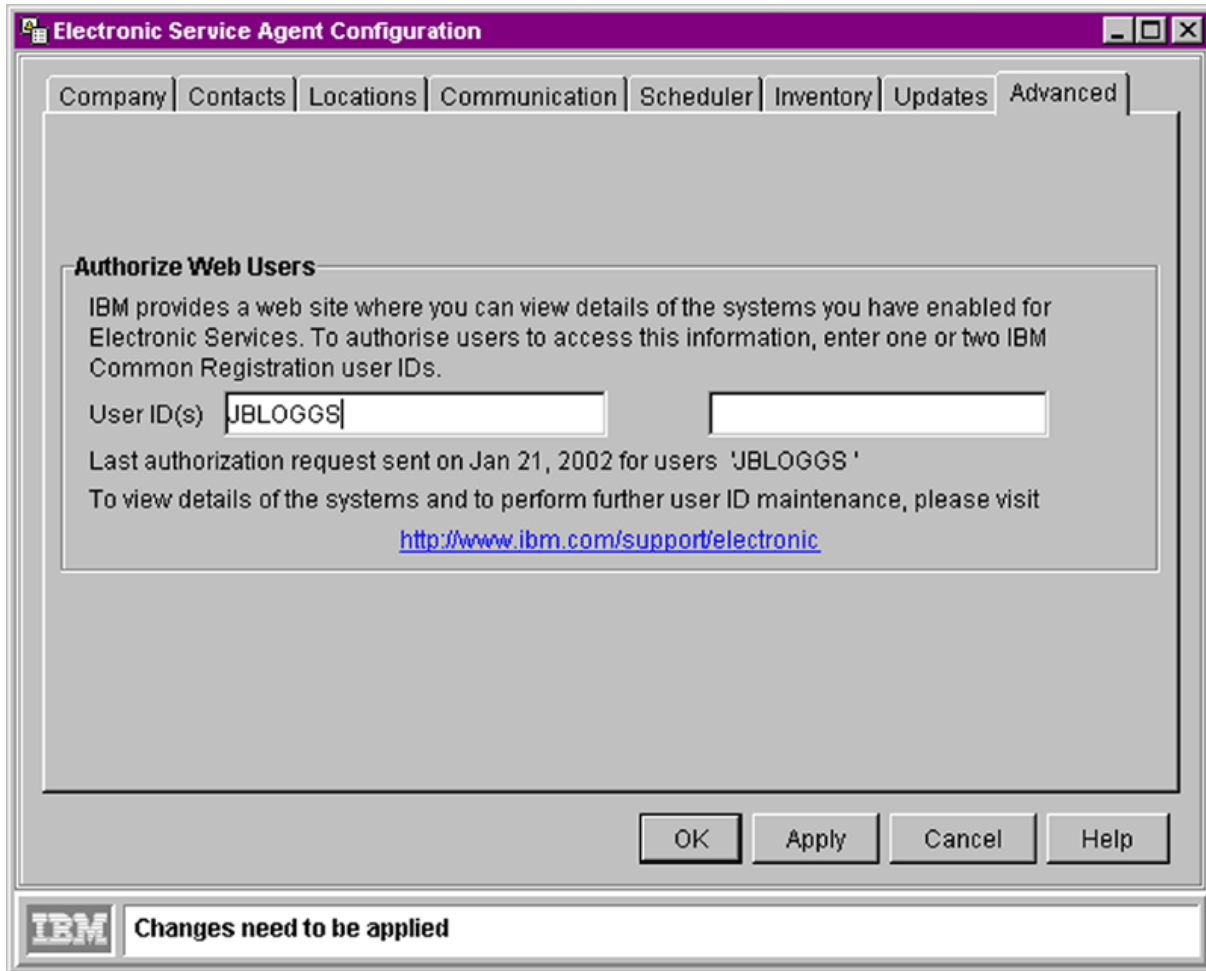 Electronic Service Agent Configuration
Company Contacts Locations Communication Scheduler Inventory Updates Advanced
Authorize Web Users
IBM provides a web site where you can view details of the systems you have enabled for
Electronic Services. To authorise users to access this information, enter one or two IBM
Common Registration user IDs.
User ID(s) JBLOGGS
Last authorization request sent on Jan 21, 2002 for users 'JBLOGGS '
To view details of the systems and to perform further user ID maintenance, please visit
http://www.ibm.com/support/electronic
OK Apply Cancel Help
IBM Changes need to be applied